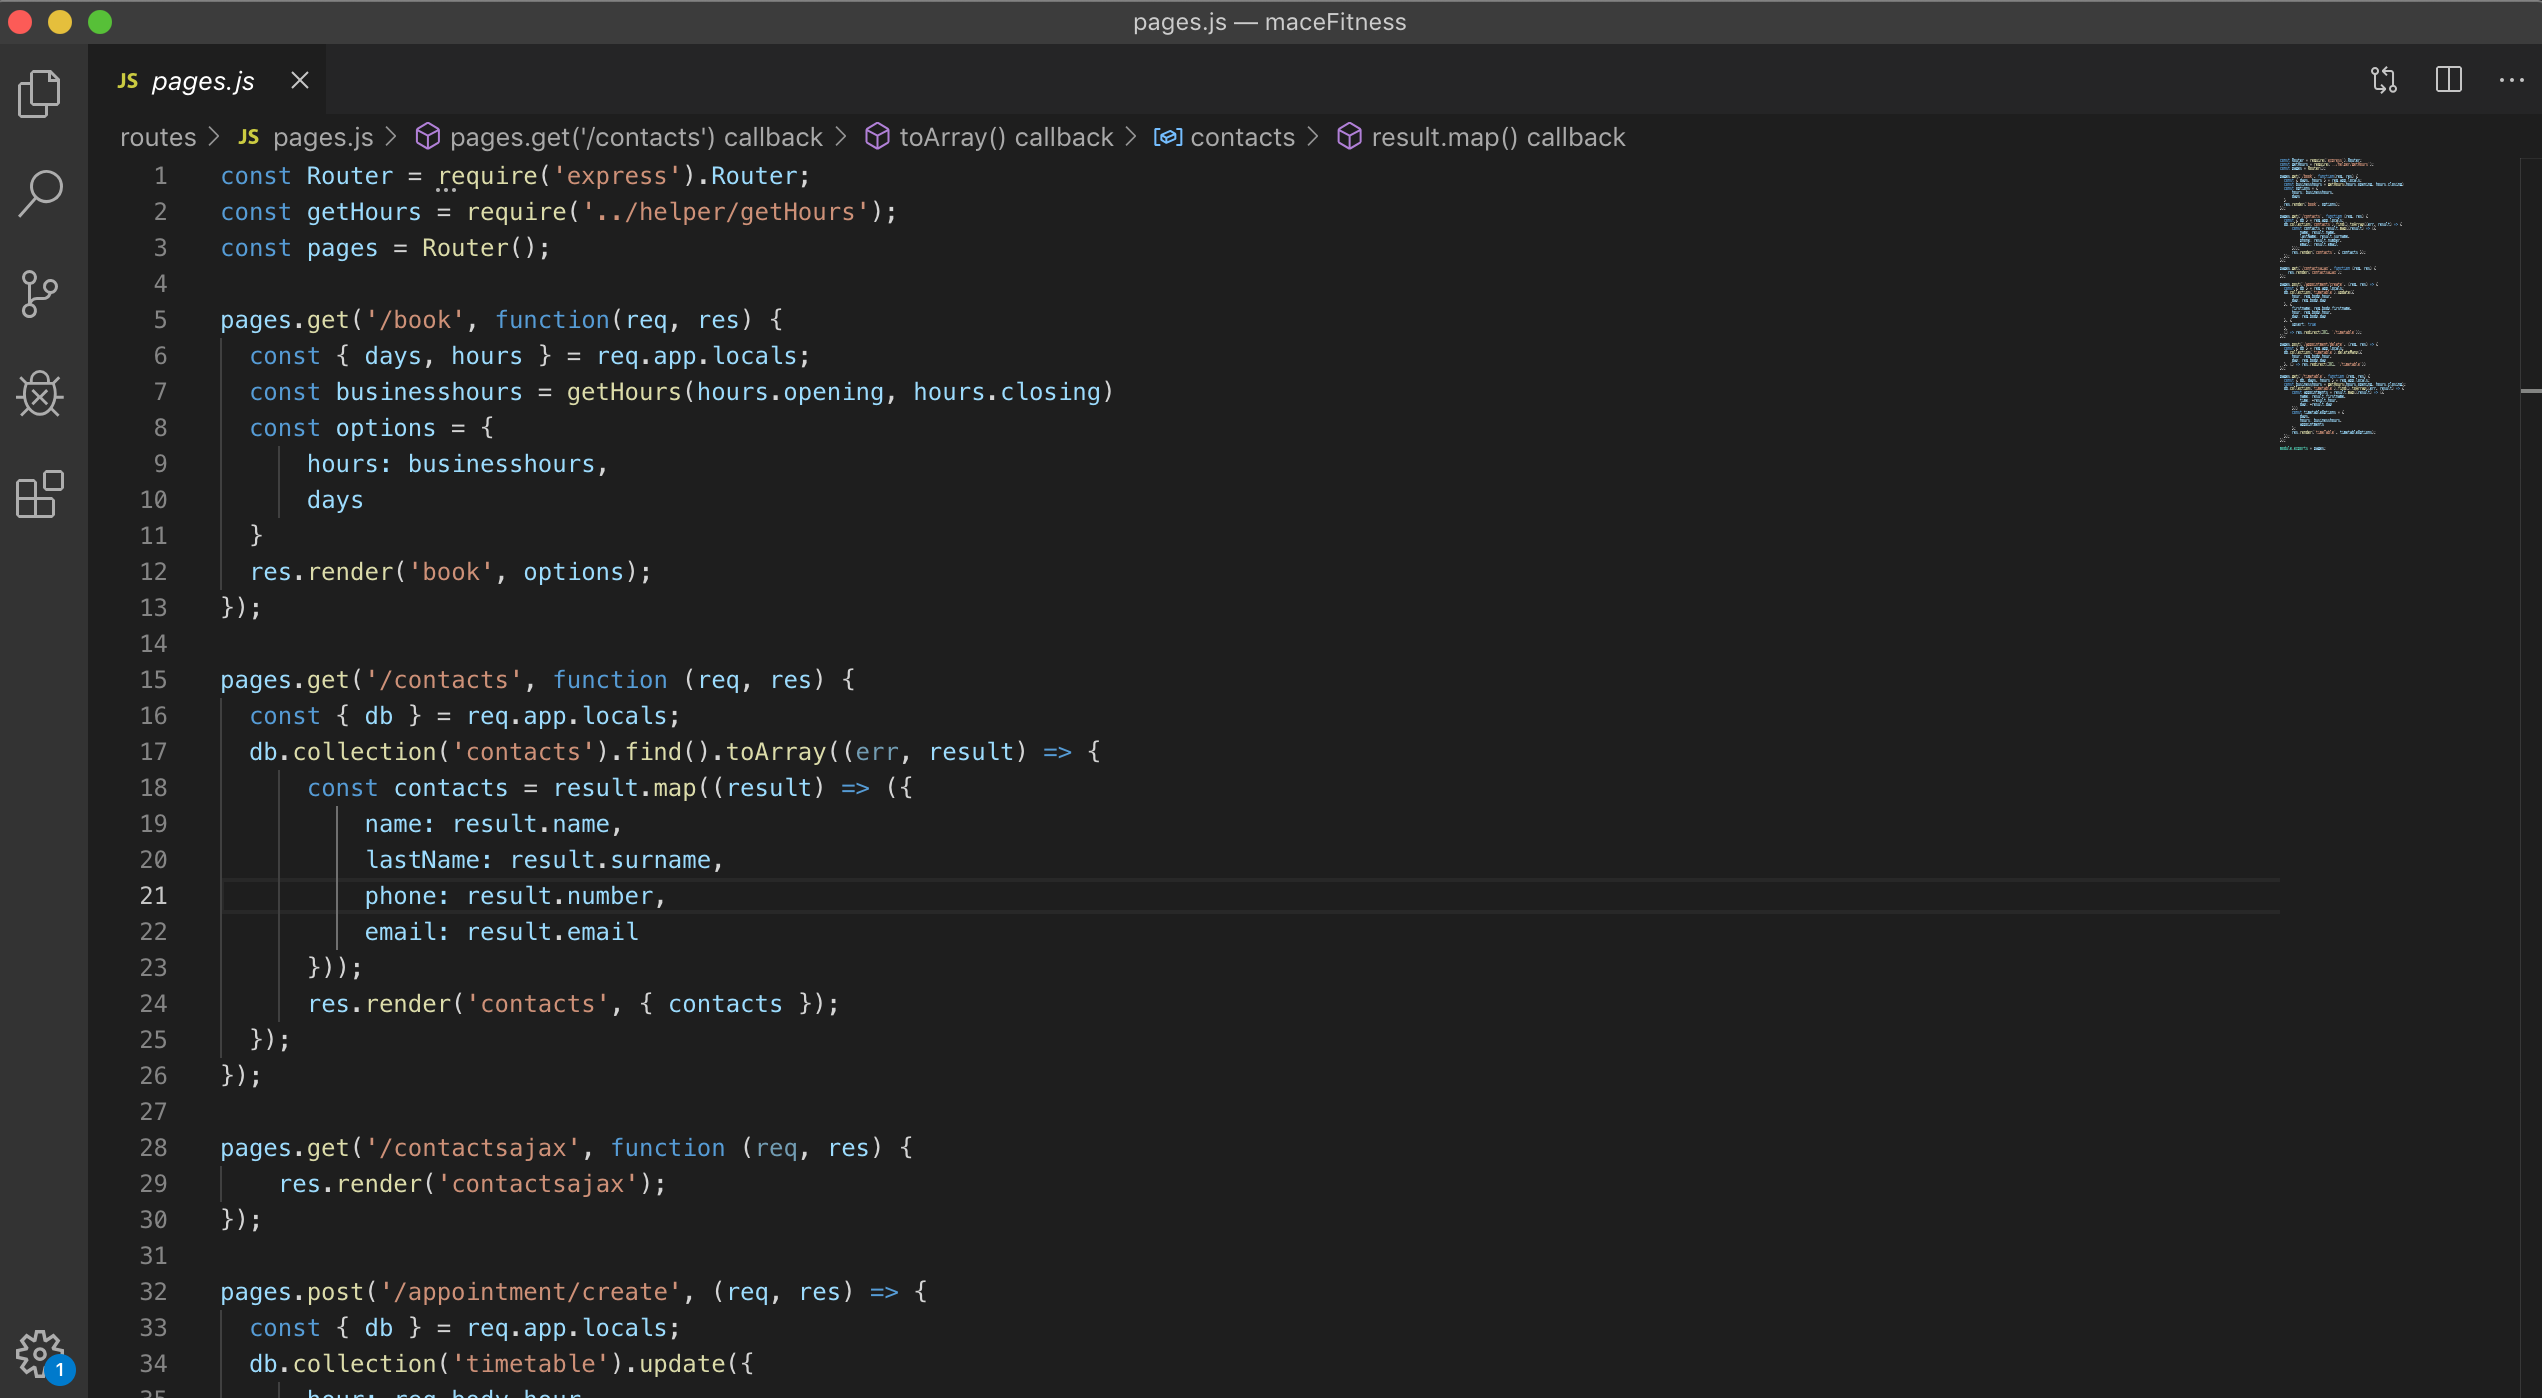 pages.js — maceFitness
JS pages.js
routes > JS pages.js > pages.get('/contacts') callback > toArray() callback > contacts > result.map() callback
1 const Router = require('express').Router;
2 const getHours = require('../helper/getHours');
3 const pages = Router();
4
5 pages.get('/book', function(req, res) {
6   const { days, hours } = req.app.locals;
7   const businesshours = getHours(hours.opening, hours.closing)
8   const options = {
9       hours: businesshours,
10       days
11   }
12   res.render('book', options);
13 });
14
15 pages.get('/contacts', function (req, res) {
16   const { db } = req.app.locals;
17   db.collection('contacts').find().toArray((err, result) => {
18       const contacts = result.map((result) => ({
19           name: result.name,
20           lastName: result.surname,
21           phone: result.number,
22           email: result.email
23       }));
24       res.render('contacts', { contacts });
25   });
26 });
27
28 pages.get('/contactsajax', function (req, res) {
29     res.render('contactsajax');
30 });
31
32 pages.post('/appointment/create', (req, res) => {
33   const { db } = req.app.locals;
34   db.collection('timetable').update({
35       hour: req.body.hour
1